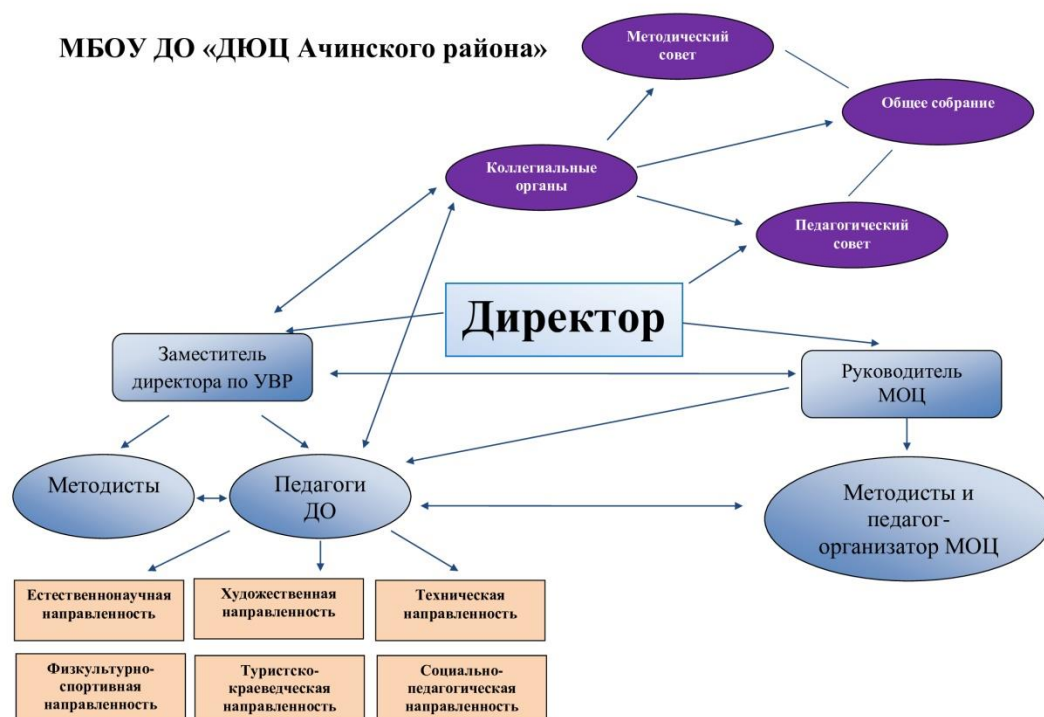 МБОУ ДО «ДЮЦ Ачинского района»
Методический
совет
Общее собрание
Коллегиальные
органы
Педагогический
совет
Директор
Заместитель
директора по УВР
Руководитель
МОЦ
Методисты
Педагоги
ДО
Методисты и
педагог-
организатор МОЦ
Естественнонаучная
направленность
Художественная
направленность
Техническая
направленность
Физкультурно-
спортивная
направленность
Туристско-
краеведческая
направленность
Социально-
педагогическая
направленность